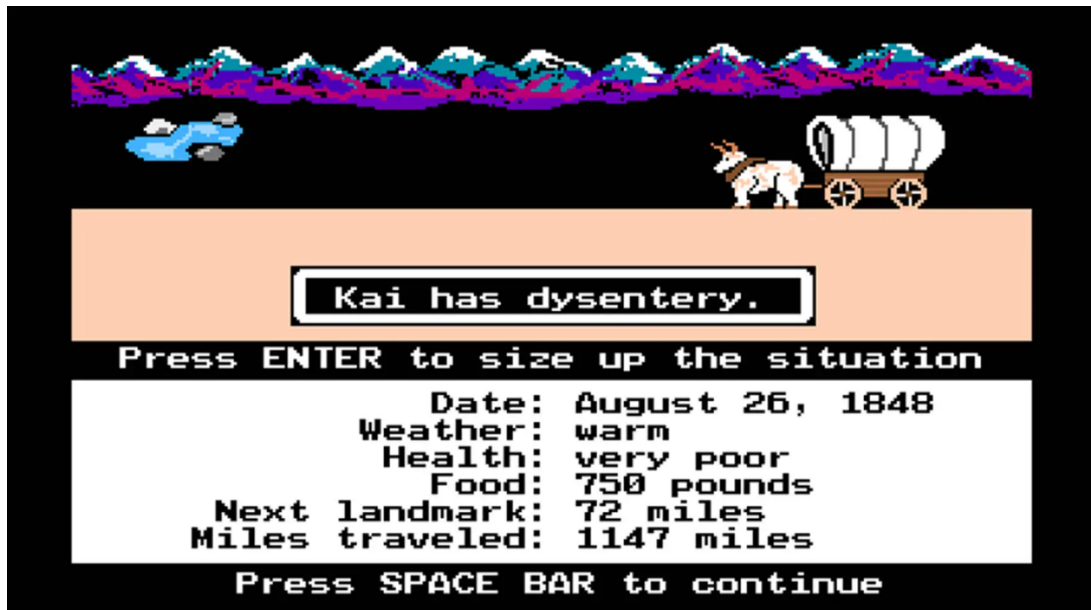 Kai has dysentery.
Press ENTER to size up the situation
Date: August 26, 1848
Weather: warm
Health: very poor
Food: 750 pounds
Next landmark: 72 miles
Miles traveled: 1147 miles
Press SPACE BAR to continue